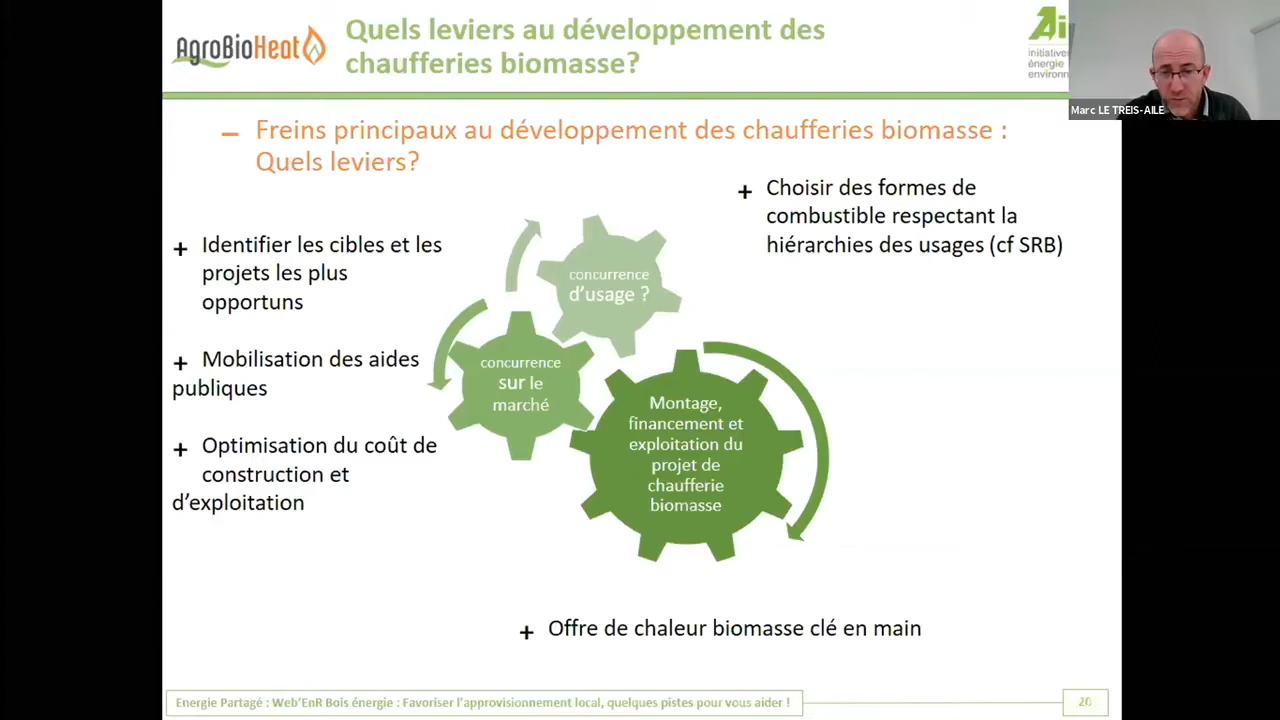 AgroBioHeat
Quels leviers au développement des
chaufferies biomasse?
initiatives
énergie
environn
Marc LE TREIS-AILE
– Freins principaux au développement des chaufferies biomasse :
Quels leviers?
+ Choisir des formes de
combustible respectant la
hiérarchies des usages (cf SRB)
+ Identifier les cibles et les
projets les plus
opportuns
+ Mobilisation des aides
publiques
+ Optimisation du coût de
construction et
d’exploitation
concurrence
d’usage ?
concurrence
sur le
marché
Montage,
financement et
exploitation du
projet de
chaufferie
biomasse
+ Offre de chaleur biomasse clé en main
Energie Partagé : Web’EnR Bois énergie : Favoriser l’approvisionnement local, quelques pistes pour vous aider !
20